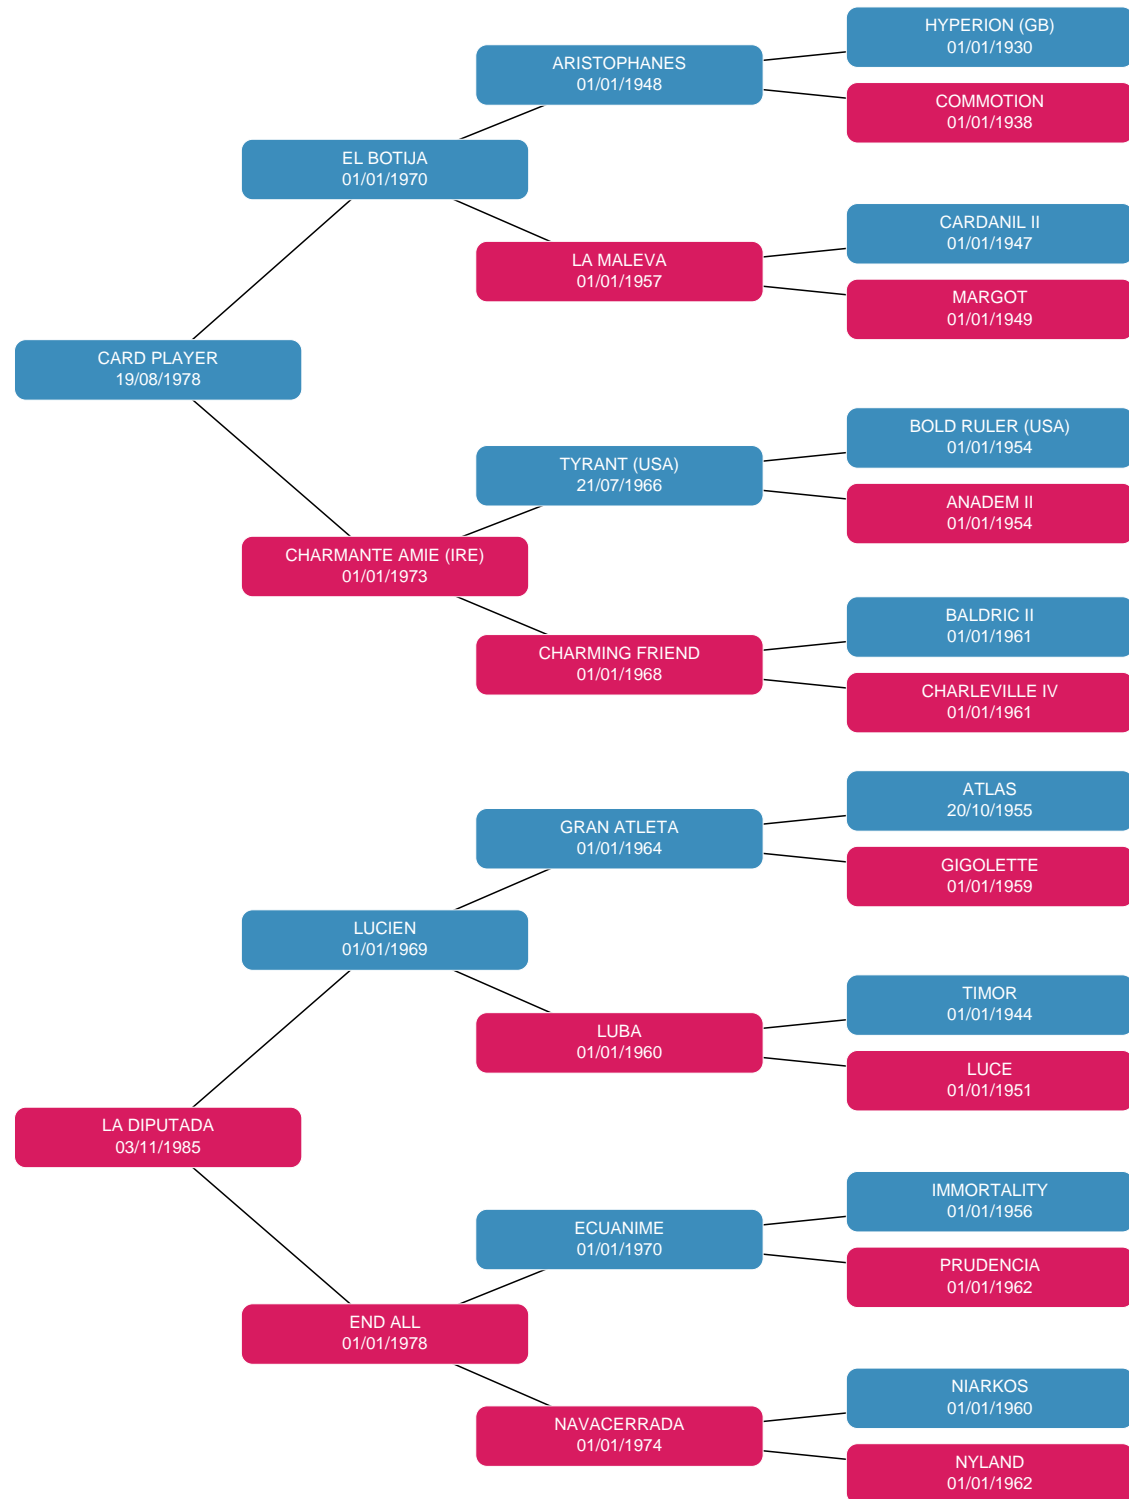 HYPERION (GB)
01/01/1930
ARISTOPHANES
01/01/1948
COMMOTION
01/01/1938
EL BOTIJA
01/01/1970
CARDANIL II
01/01/1947
LA MALEVA
01/01/1957
MARGOT
01/01/1949
CARD PLAYER
19/08/1978
BOLD RULER (USA)
01/01/1954
TYRANT (USA)
21/07/1966
ANADEM II
01/01/1954
CHARMANTE AMIE (IRE)
01/01/1973
BALDRIC II
01/01/1961
CHARMING FRIEND
01/01/1968
CHARLEVILLE IV
01/01/1961
ATLAS
20/10/1955
GRAN ATLETA
01/01/1964
GIGOLETTE
01/01/1959
LUCIEN
01/01/1969
TIMOR
01/01/1944
LUBA
01/01/1960
LUCE
01/01/1951
LA DIPUTADA
03/11/1985
IMMORTALITY
01/01/1956
ECUANIME
01/01/1970
PRUDENCIA
01/01/1962
END ALL
01/01/1978
NIARKOS
01/01/1960
NAVACERRADA
01/01/1974
NYLAND
01/01/1962